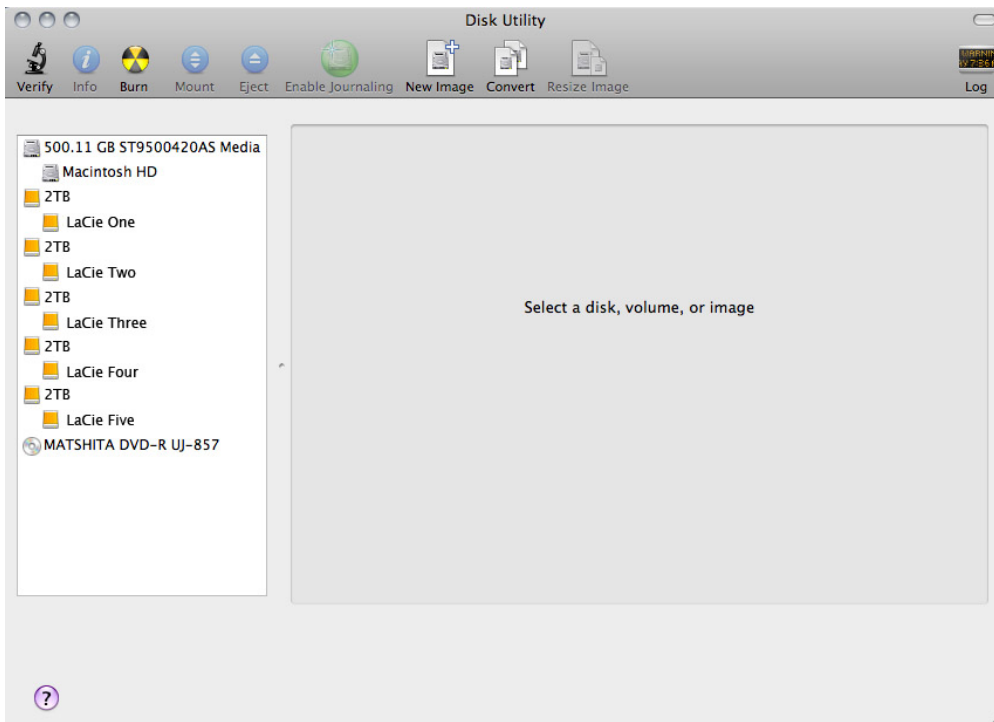 Disk Utility
Verify Info Burn Mount Eject Enable Journaling New Image Convert Resize Image Log
500.11 GB ST9500420AS Media
Macintosh HD
2TB
LaCie One
2TB
LaCie Two
2TB
LaCie Three
2TB
LaCie Four
2TB
LaCie Five
MATSHITA DVD-R UJ-857
Select a disk, volume, or image
?